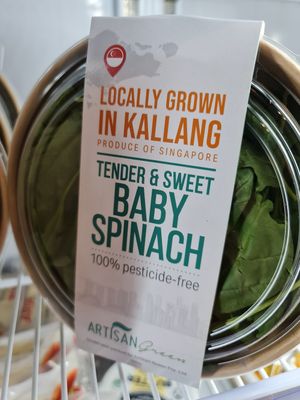 LOCALLY GROWN
IN KALLANG
PRODUCE OF SINGAPORE
TENDER & SWEET
BABY
SPINACH
100% pesticide-free
ARTISAN Green